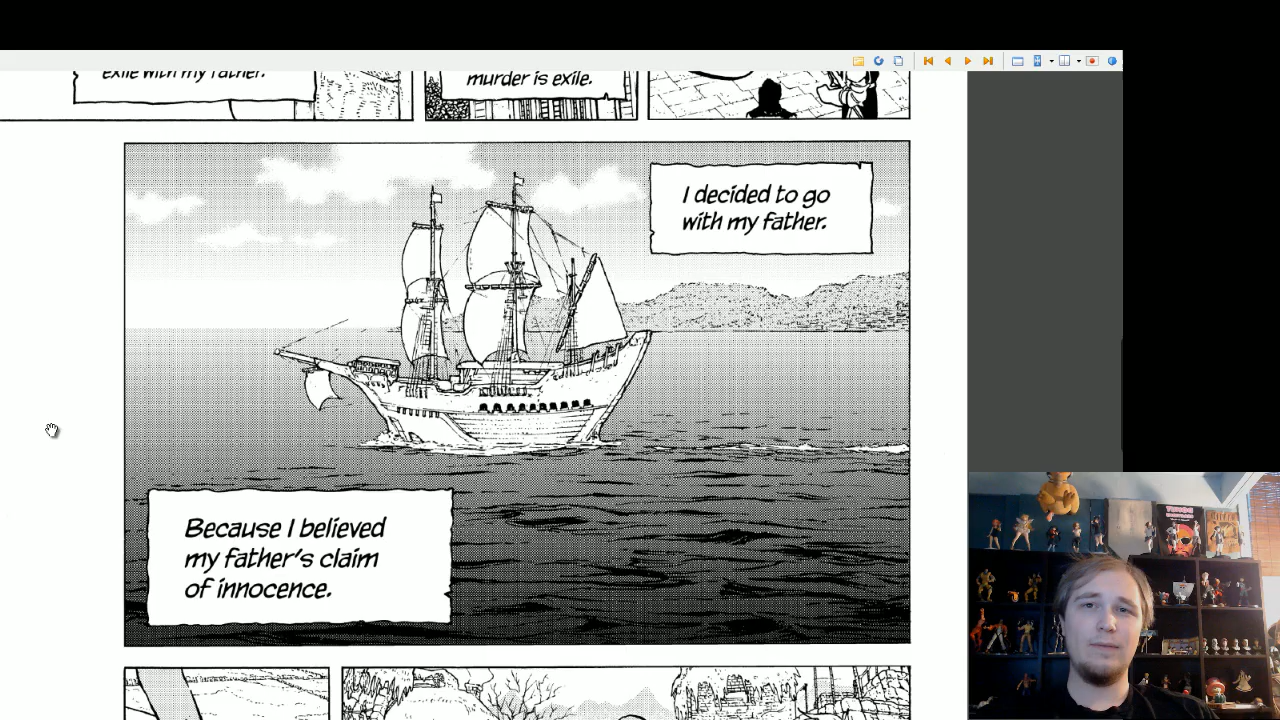 exile with my father.
murder is exile.
I decided to go
with my father.
Because I believed
my father's claim
of innocence.